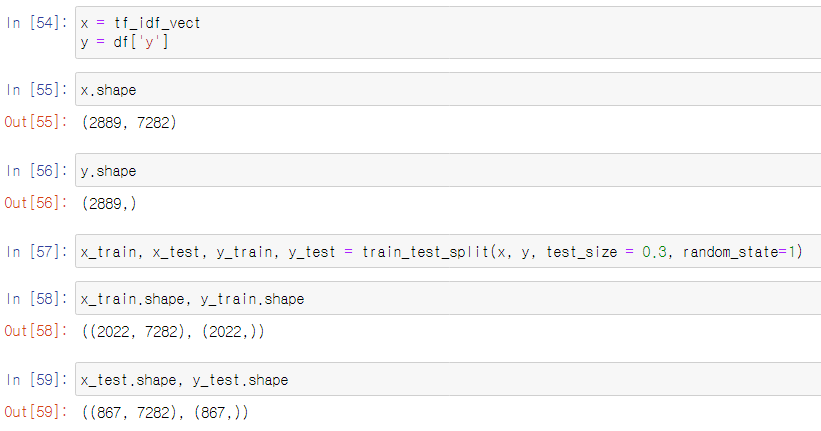 In [54]: x = tf_idf_vect
y = df['y']
In [55]: x.shape
Out[55]: (2889, 7282)
In [56]: y.shape
Out[56]: (2889,)
In [57]: x_train, x_test, y_train, y_test = train_test_split(x, y, test_size = 0.3, random_state=1)
In [58]: x_train.shape, y_train.shape
Out[58]: ((2022, 7282), (2022,))
In [59]: x_test.shape, y_test.shape
Out[59]: ((867, 7282), (867,))